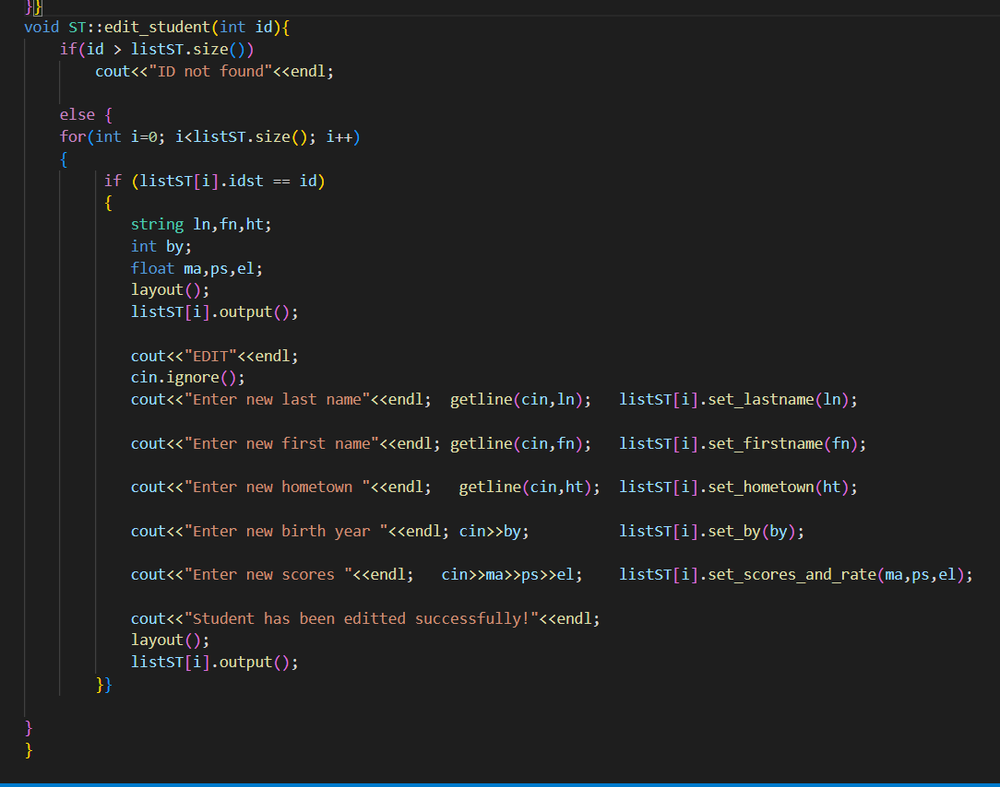 }}
void ST::edit_student(int id){
    if(id > listST.size())
        cout<<"ID not found"<<endl;

    else {
    for(int i=0; i<listST.size(); i++)
    {
         if (listST[i].idst == id)
         {
            string ln,fn,ht;
            int by;
            float ma,ps,el;
            layout();
            listST[i].output();

            cout<<"EDIT"<<endl;
            cin.ignore();
            cout<<"Enter new last name"<<endl;  getline(cin,ln);   listST[i].set_lastname(ln);

            cout<<"Enter new first name"<<endl; getline(cin,fn);   listST[i].set_firstname(fn);

            cout<<"Enter new hometown "<<endl;   getline(cin,ht);  listST[i].set_hometown(ht);

            cout<<"Enter new birth year "<<endl; cin>>by;          listST[i].set_by(by);

            cout<<"Enter new scores "<<endl;   cin>>ma>>ps>>el;    listST[i].set_scores_and_rate(ma,ps,el);

            cout<<"Student has been editted successfully!"<<endl;
            layout();
            listST[i].output();
        }}

}
}